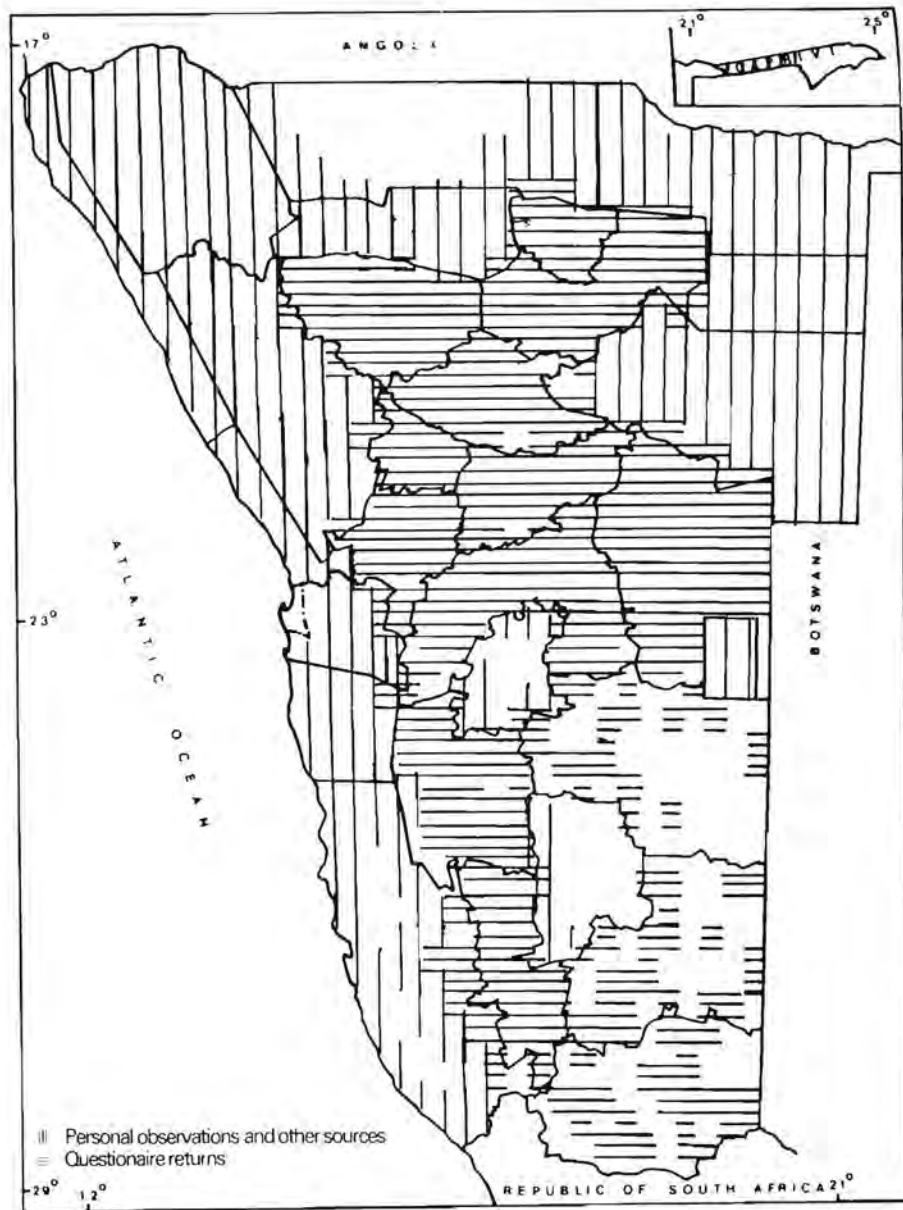 21° 25°
17° ANGOLA
ATLANTIC OCEAN
23°
BOTSWANA
Personal observations and other sources
Questionaire returns
29° 12° REPUBLIC OF SOUTH AFRICA 21°